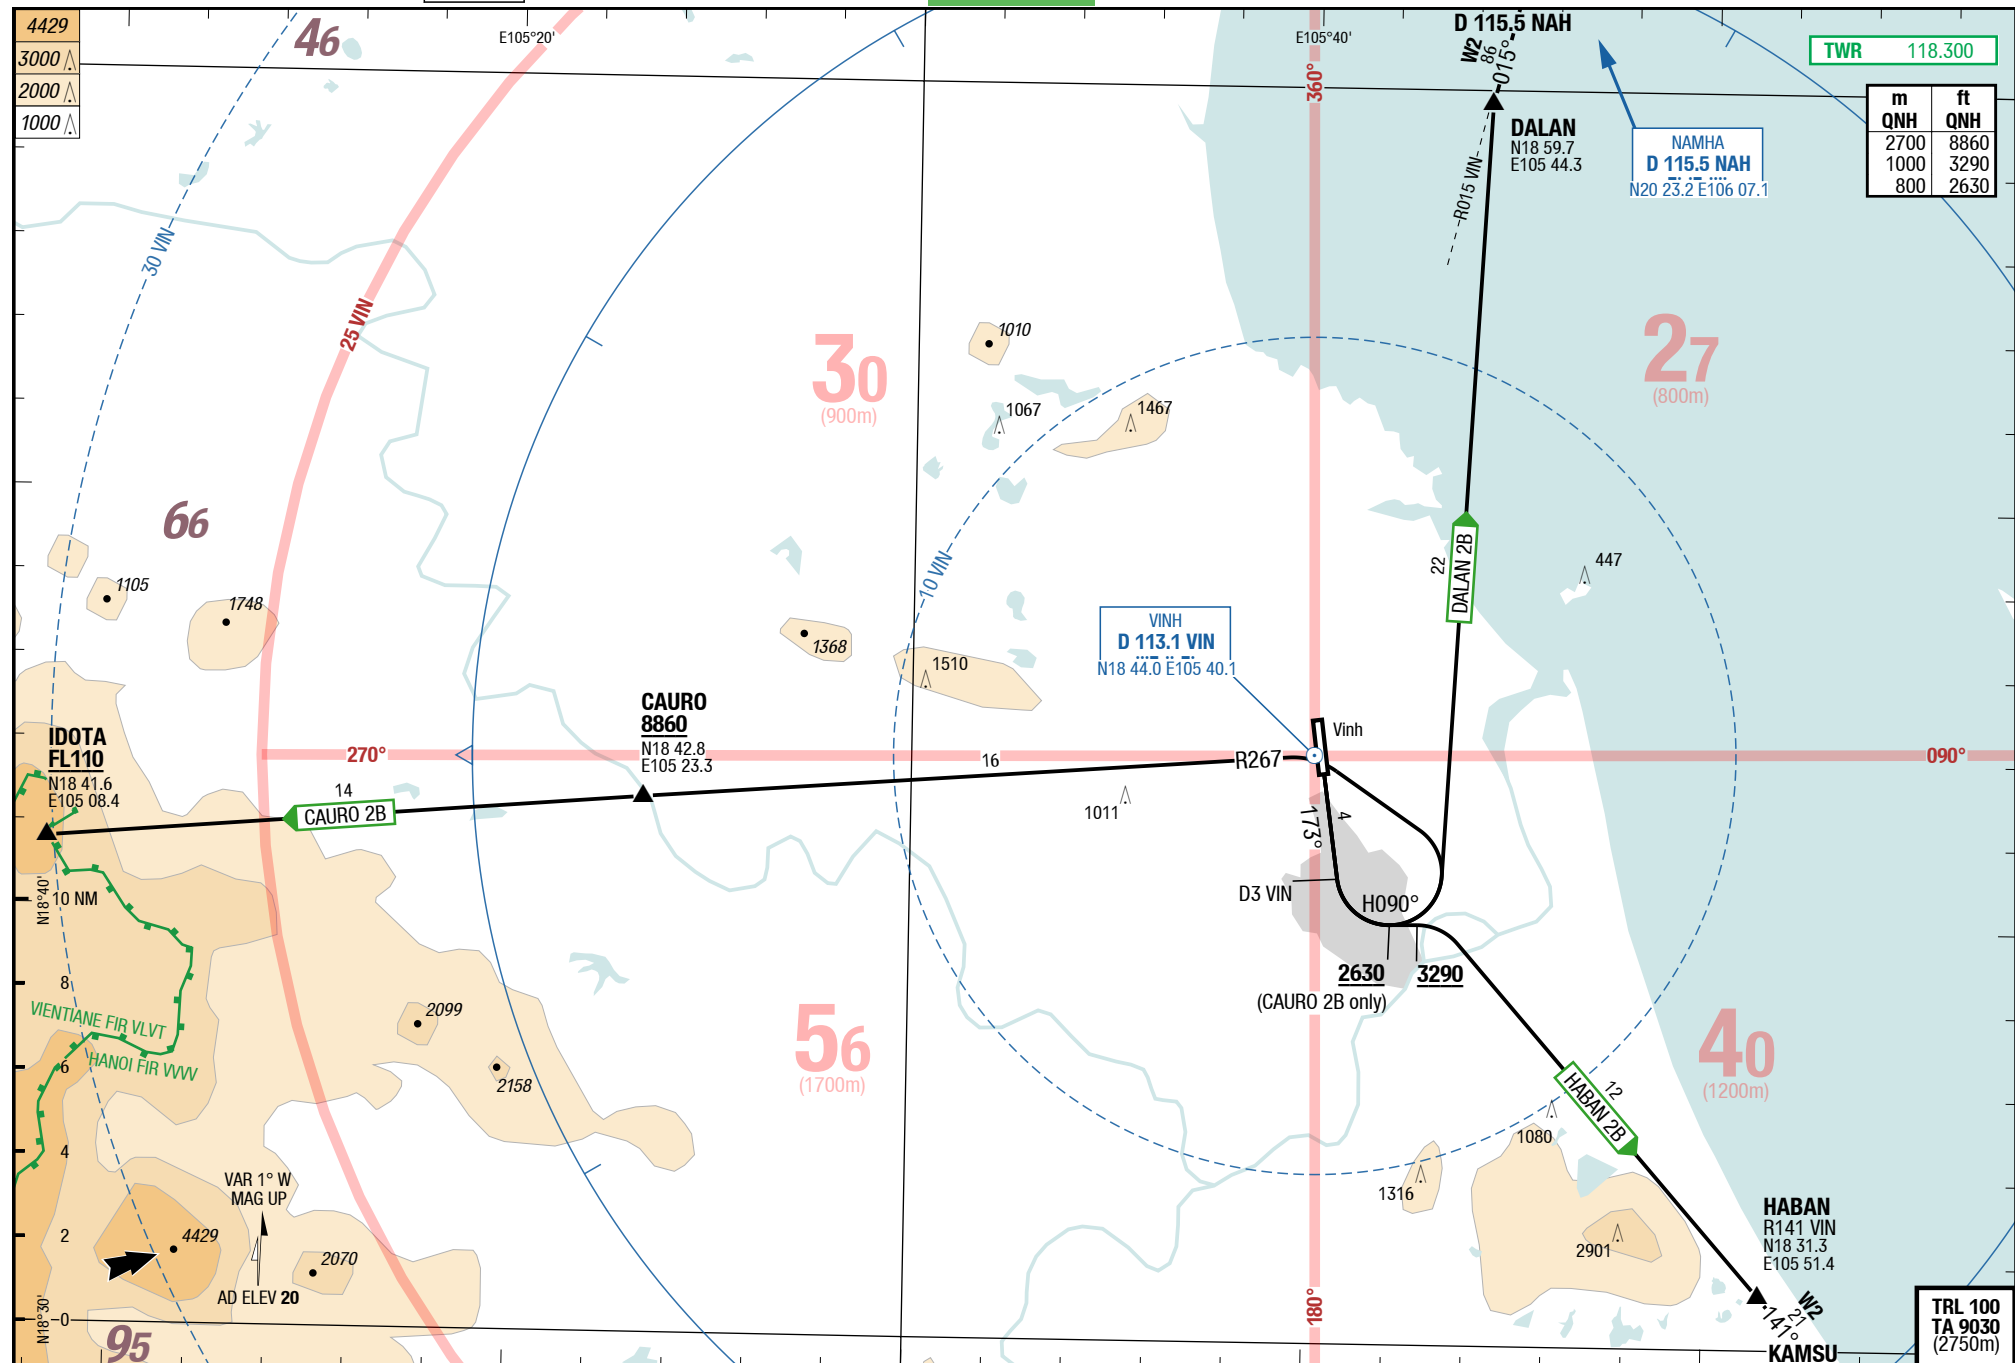 4429
3000
2000
1000
46
E105°20'
E105°40'
D 115.5 NAH
W2
86
015°
TWR 118.300
m ft
QNH QNH
2700 8860
1000 3290
800 2630
360°
DALAN
N18 59.7
E105 44.3
R015 VIN
NAMHA
D 115.5 NAH
N20 23.2 E106 07.1
30 VIN
25 VIN
1010
30
(900m)
27
(800m)
1067
1467
66
10 VIN
22
DALAN 2B
447
1105
1748
1368
1510
VINH
D 113.1 VIN
N18 44.0 E105 40.1
CAURO
8860
N18 42.8
E105 23.3
IDOTA
FL110
N18 41.6
E105 08.4
270°
16
R267
Vinh
090°
14
CAURO 2B
1011
173°
4
D3 VIN
H090°
N18°40'
10 NM
2630
3290
(CAURO 2B only)
8
VIENTIANE FIR VLVT
HANOI FIR VVVV
6
2099
2158
56
(1700m)
40
(1200m)
12
HABAN 2B
1080
4
1316
VAR 1° W
MAG UP
2
4429
2070
2901
HABAN
R141 VIN
N18 31.3
E105 51.4
AD ELEV 20
180°
N18°30'
0
95
W2
21
141°
KAMSU
TRL 100
TA 9030
(2750m)